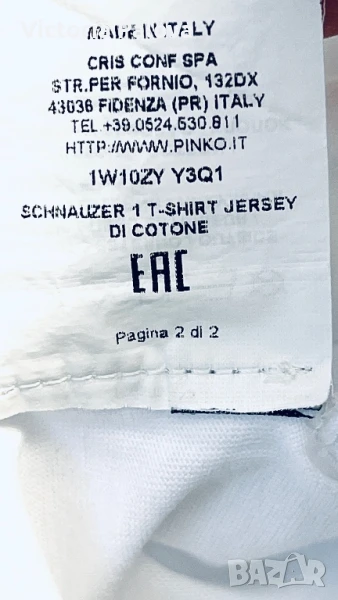 MADE IN ITALY
CRIS CONF SPA
STR.PER FORNIO, 132DX
43036 FIDENZA (PR) ITALY
TEL.+39.0524.530.811
HTTP://WWW.PINKO.IT
1W10ZY Y3Q1
SCHNAUZER 1 T-SHIRT JERSEY
DI COTONE
EAC
Pagina 2 di 2
BAZAR